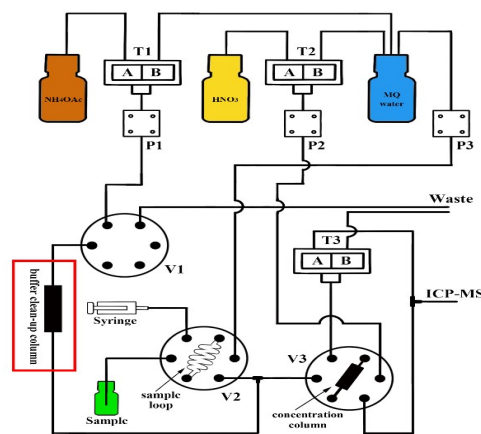 T1
T2
A B
A B
NH4OAc
HNO3
MQ
water
P1
P2
P3
Waste
T3
A B
V1
ICP-MS
buffer clean-up column
Syringe
V3
sample
loop
V2
concentration
column
Sample